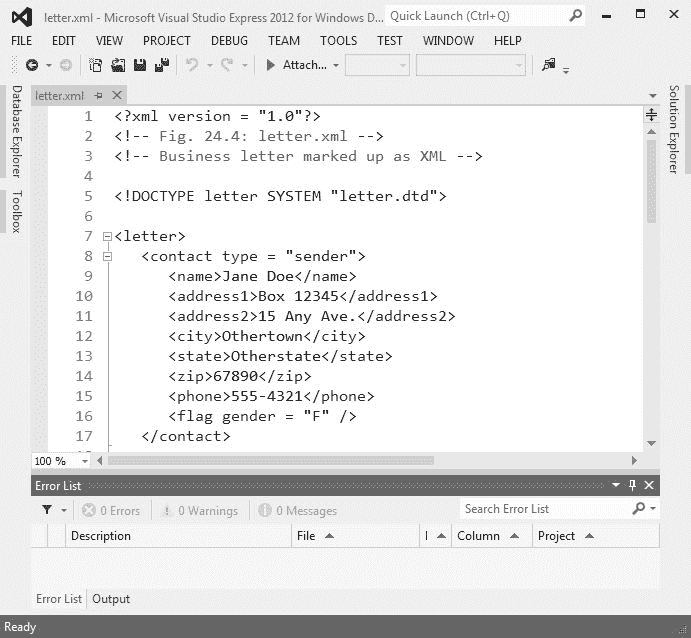 letter.xml - Microsoft Visual Studio Express 2012 for Windows D... Quick Launch (Ctrl+Q)
FILE EDIT VIEW PROJECT DEBUG TEAM TOOLS TEST WINDOW HELP
Attach...
Database Explorer
Toolbox
Solution Explorer
letter.xml
1 <?xml version = "1.0"?>
2 <!-- Fig. 24.4: letter.xml -->
3 <!-- Business letter marked up as XML -->
4
5 <!DOCTYPE letter SYSTEM "letter.dtd">
6
7 <letter>
8 <contact type = "sender">
9 <name>Jane Doe</name>
10 <address1>Box 12345</address1>
11 <address2>15 Any Ave.</address2>
12 <city>Othertown</city>
13 <state>Otherstate</state>
14 <zip>67890</zip>
15 <phone>555-4321</phone>
16 <flag gender = "F" />
17 </contact>
100 %
Error List
0 Errors 0 Warnings 0 Messages Search Error List
Description File Column Project
Error List Output
Ready